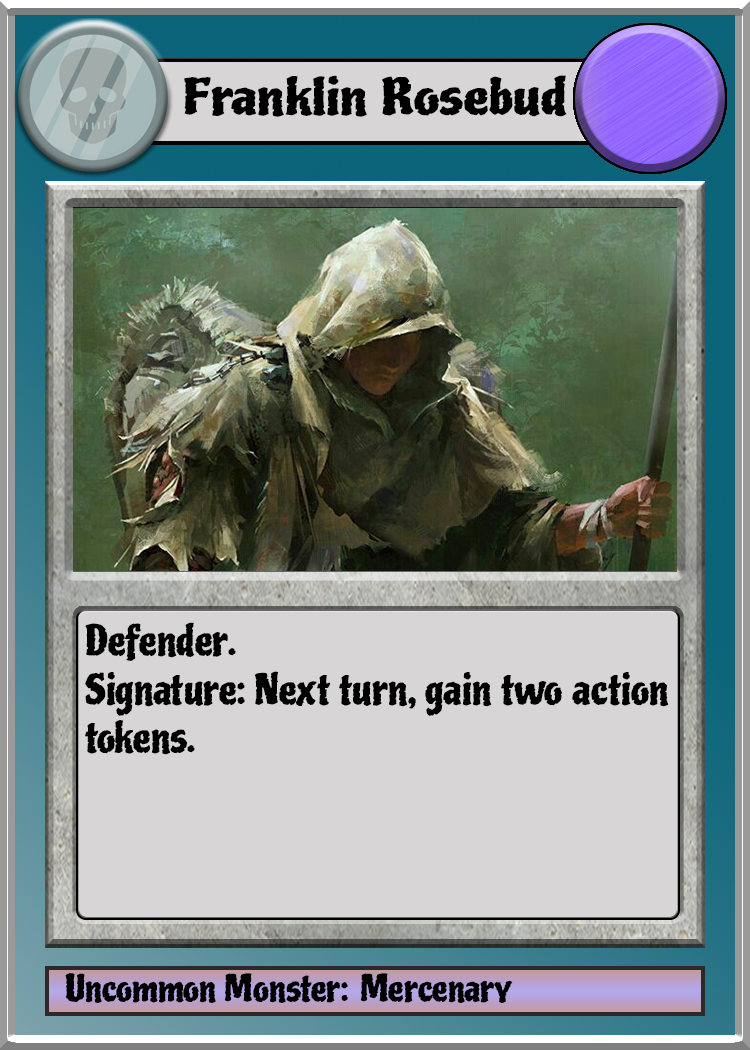 Franklin Rosebud
Defender.
Signature: Next turn, gain two action
tokens.
Uncommon Monster: Mercenary